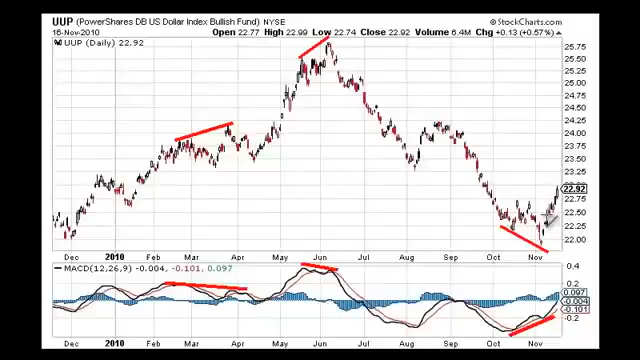 UUP (PowerShares DB US Dollar Index Bullish Fund) NYSE
© StockCharts.com
16-Nov-2010
Open 22.77 High 22.99 Low 22.74 Close 22.92 Volume 6.4M Chg +0.13 (+0.57%)
UUP (Daily) 22.92
25.75
25.50
25.25
25.00
24.75
24.50
24.25
24.00
23.75
23.50
23.25
22.92
22.75
22.50
22.25
22.00
Dec 2010 Feb Mar Apr May Jun Jul Aug Sep Oct Nov
MACD(12,26,9) -0.004, -0.101, 0.097
0.4
0.2
0.097
-0.004
-0.101
-0.2
Dec 2010 Feb Mar Apr May Jun Jul Aug Sep Oct Nov